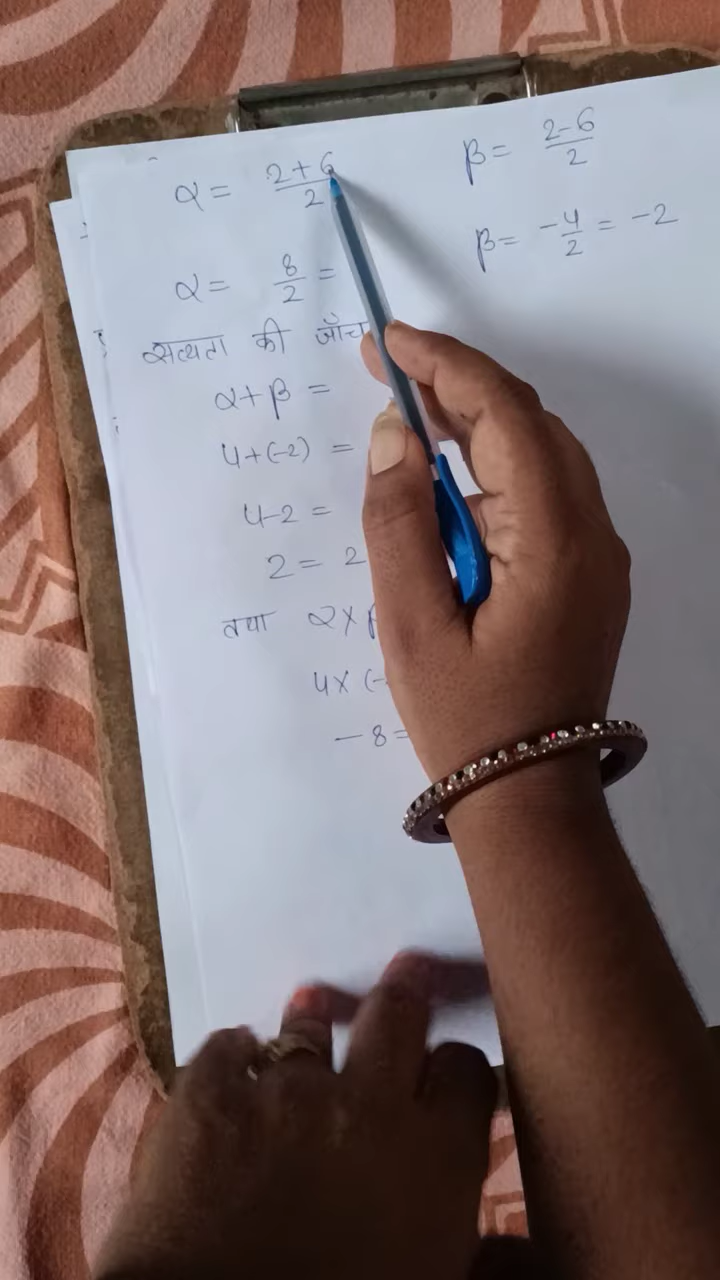 α = (2+6)/2    β = (2-6)/2
α = 8/2 =    β = -4/2 = -2
सत्यता की जाँच
α+β =
4+(-2) =
4-2 =
2 = 2
तथा α×β
4×(-
-8 =